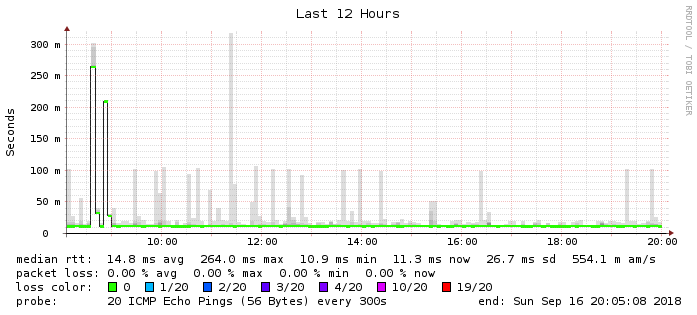 Last 12 Hours
RRDTOOL / TOBI OETIKER
Seconds
300 m
250 m
200 m
150 m
100 m
50 m
0
10:00 12:00 14:00 16:00 18:00 20:00
median rtt: 14.8 ms avg 264.0 ms max 10.9 ms min 11.3 ms now 26.7 ms sd 554.1 m am/s
packet loss: 0.00 % avg 0.00 % max 0.00 % min 0.00 % now
loss color: 0 1/20 2/20 3/20 4/20 10/20 19/20
probe: 20 ICMP Echo Pings (56 Bytes) every 300s end: Sun Sep 16 20:05:08 2018